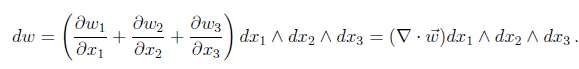 dw = (∂w₁/∂x₁ + ∂w₂/∂x₂ + ∂w₃/∂x₃) dx₁ ∧ dx₂ ∧ dx₃ = (∇ · w⃗)dx₁ ∧ dx₂ ∧ dx₃ .